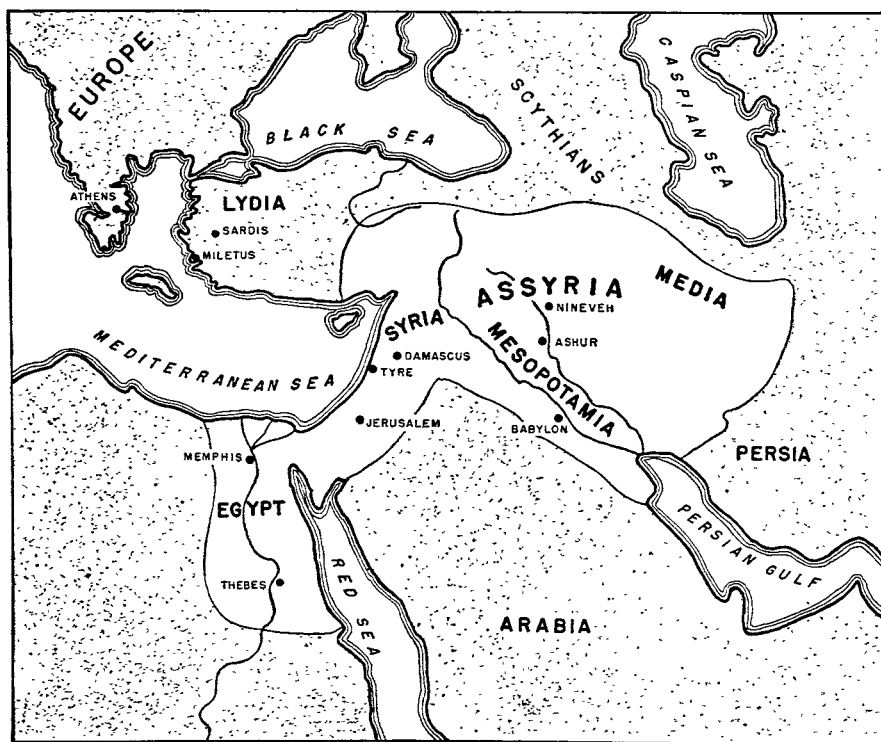 EUROPE
BLACK SEA
SCYTHIANS
CASPIAN SEA
ATHENS
LYDIA
SARDIS
MILETUS
ASSYRIA
MEDIA
NINEVEH
SYRIA
MESOPOTAMIA
ASHUR
MEDITERRANEAN SEA
DAMASCUS
TYRE
JERUSALEM
BABYLON
MEMPHIS
PERSIA
EGYPT
PERSIAN GULF
THEBES
RED SEA
ARABIA